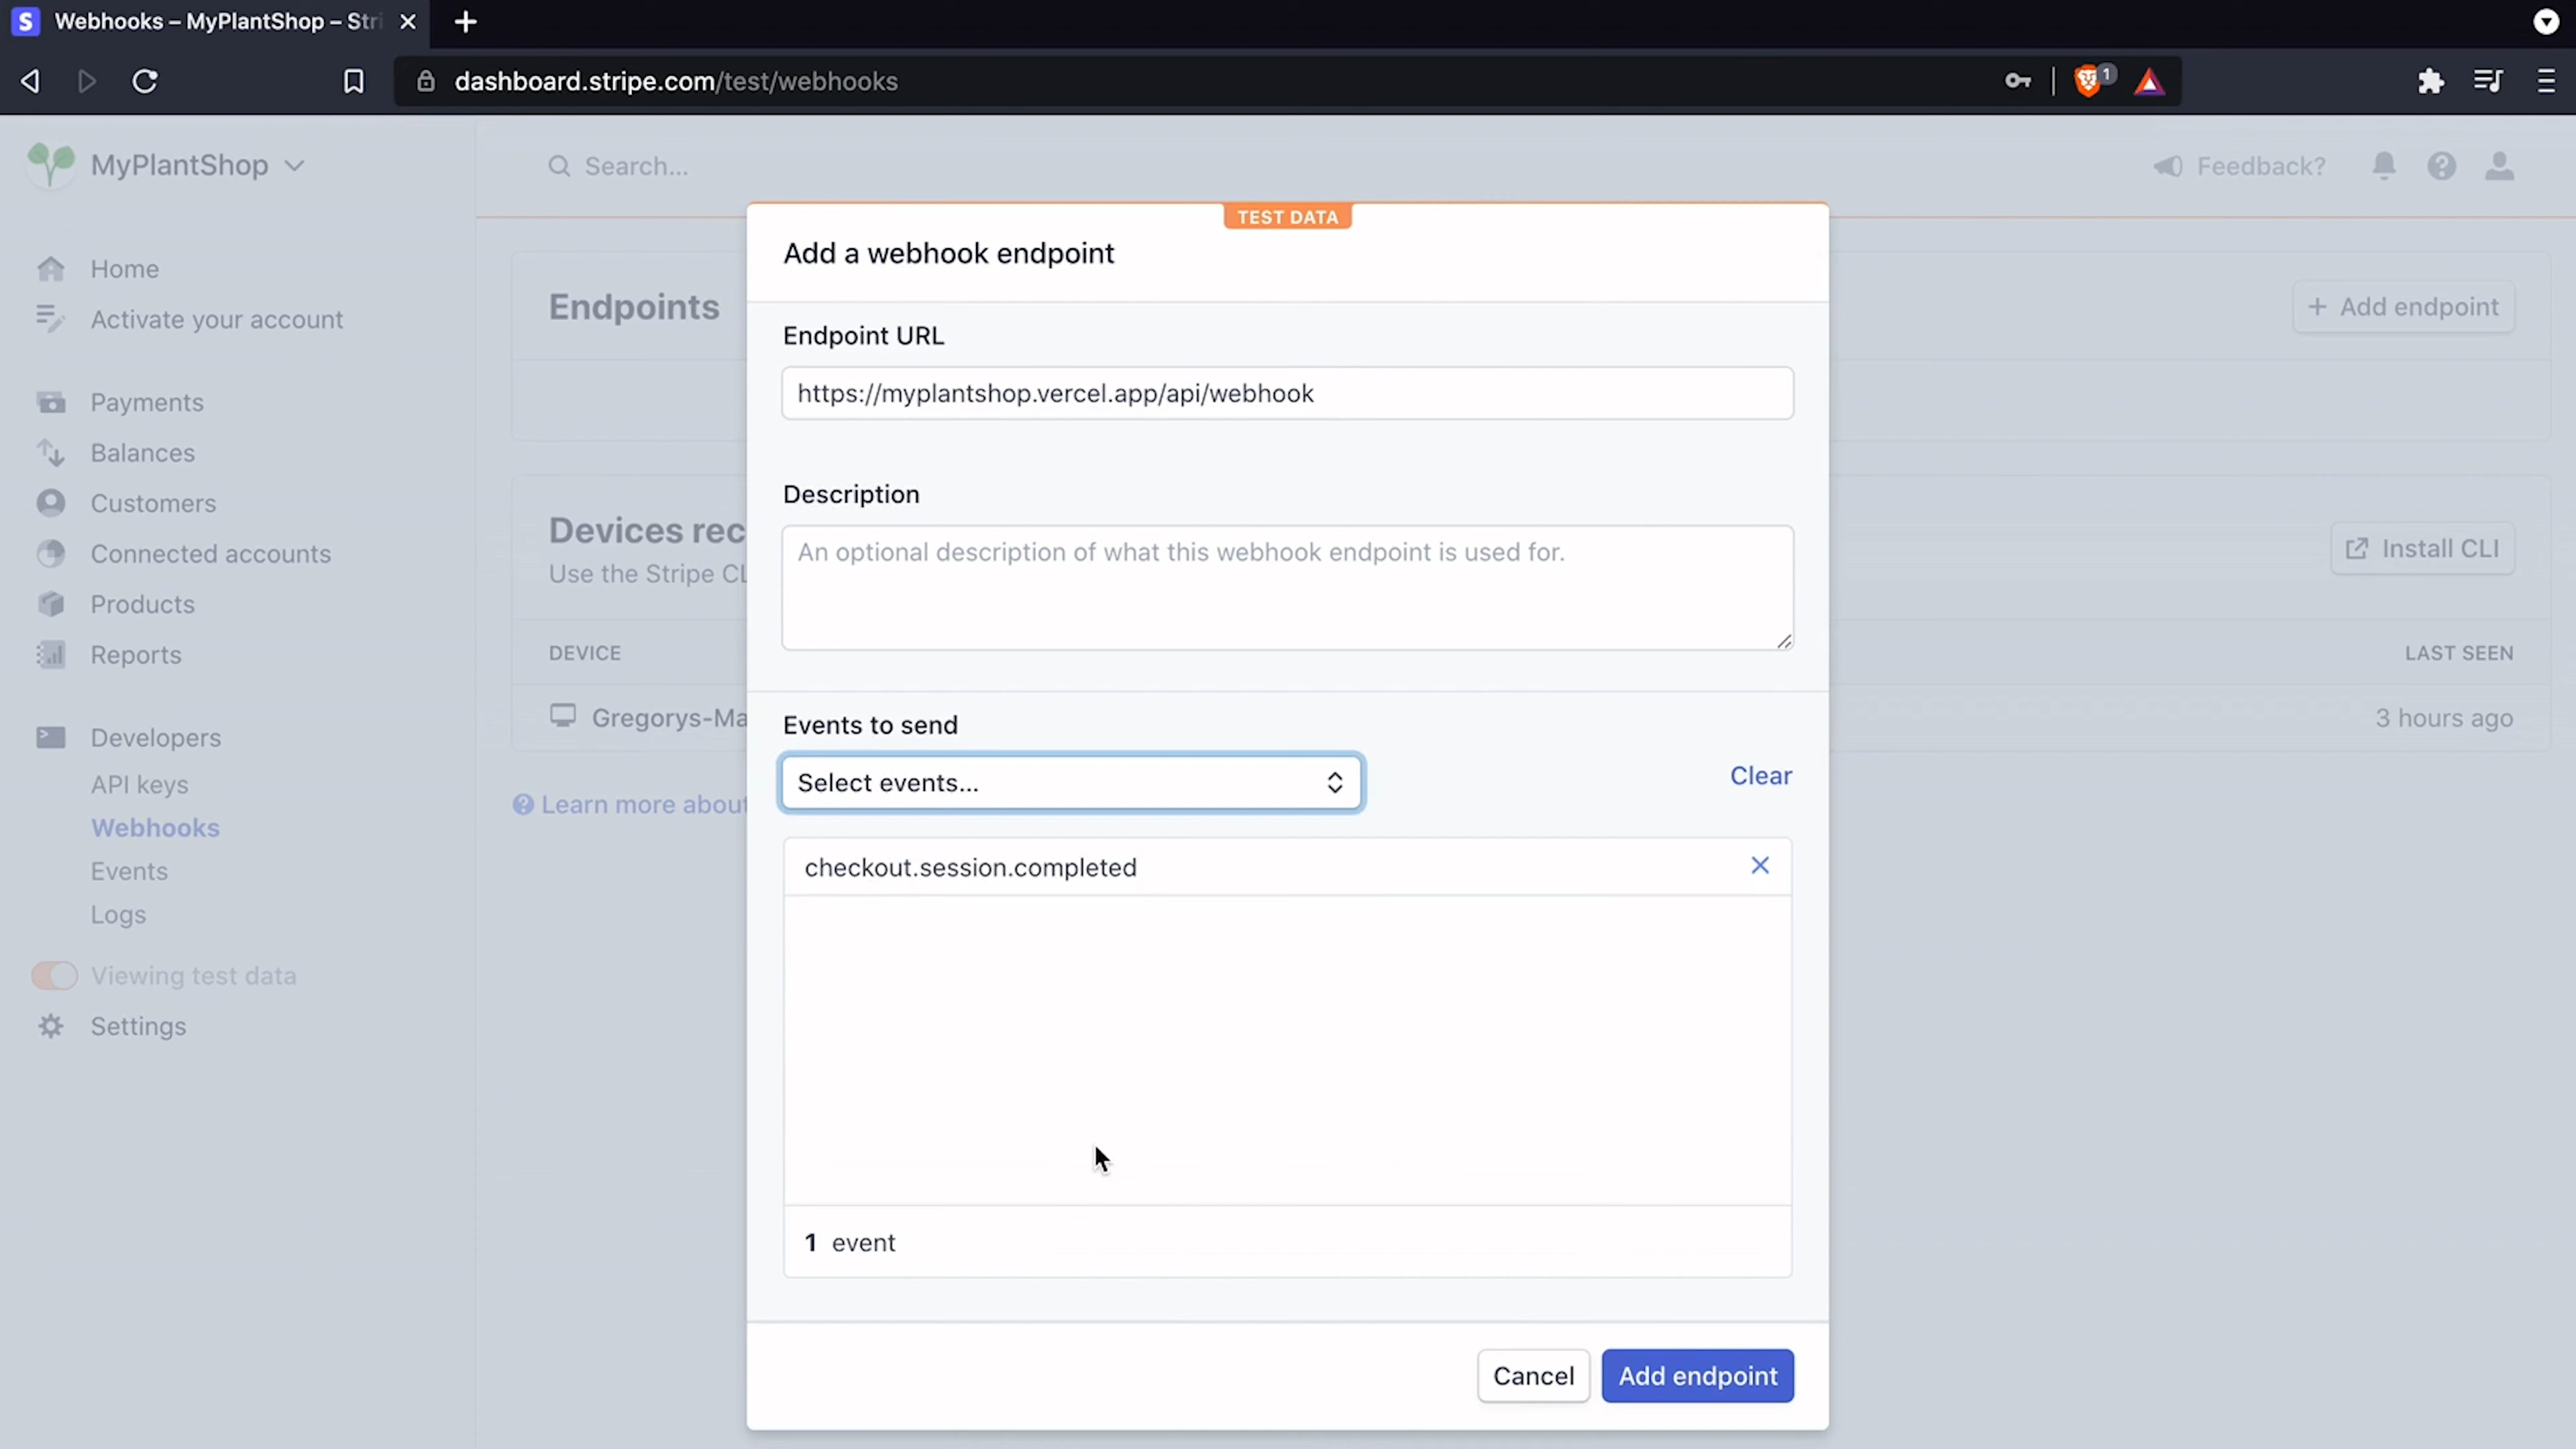 Webhooks – MyPlantShop – Stri
dashboard.stripe.com/test/webhooks
1
MyPlantShop
Search...
Feedback?
Home
Activate your account
Payments
Balances
Customers
Connected accounts
Products
Reports
Developers
API keys
Webhooks
Events
Logs
Viewing test data
Settings
Endpoints
+ Add endpoint
Devices rec
Use the Stripe CL
Install CLI
DEVICE
LAST SEEN
Gregorys-Ma
3 hours ago
Learn more about
TEST DATA
Add a webhook endpoint
Endpoint URL
https://myplantshop.vercel.app/api/webhook
Description
An optional description of what this webhook endpoint is used for.
Events to send
Select events...
Clear
checkout.session.completed
1 event
Cancel
Add endpoint